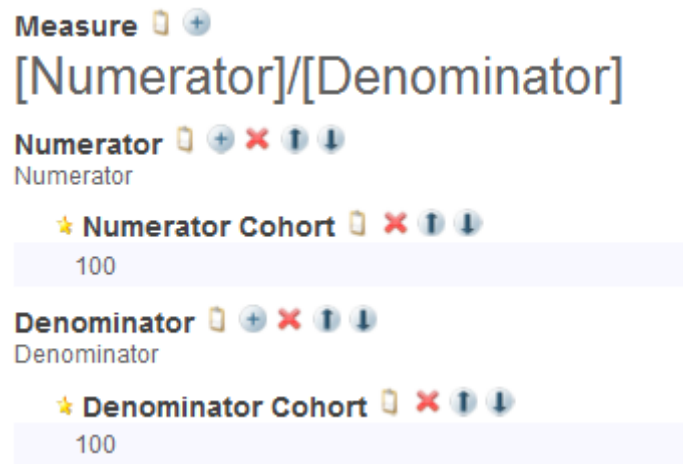 Measure
[Numerator]/[Denominator]
Numerator
Numerator
Numerator Cohort
100
Denominator
Denominator
Denominator Cohort
100